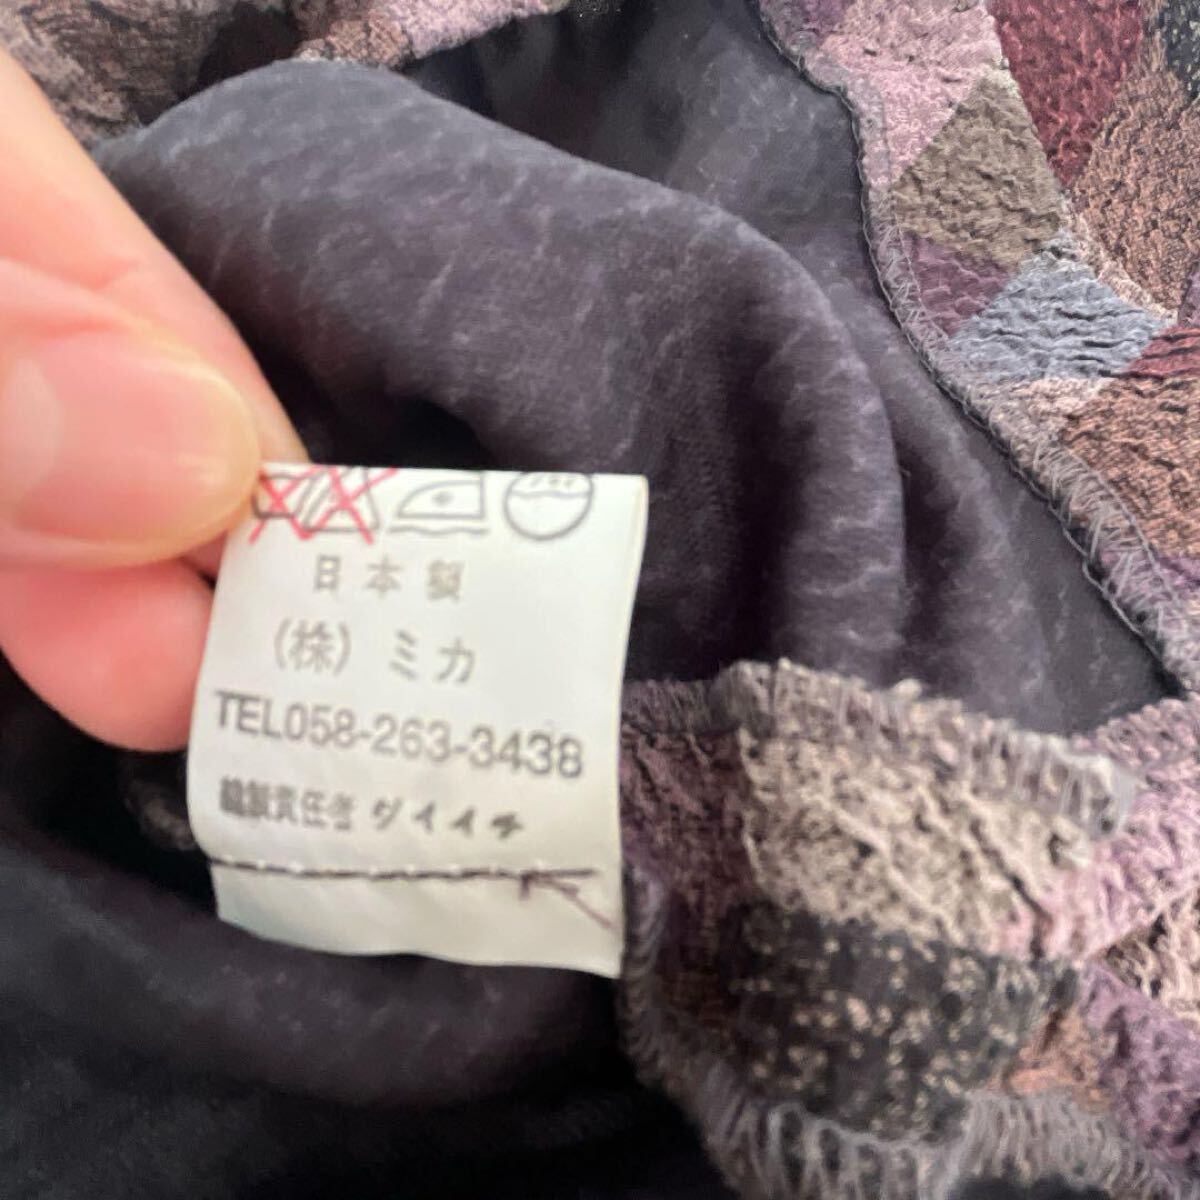 日本製
(株)ミカ
TEL058-263-3438
縫製責任者 ダイイチ